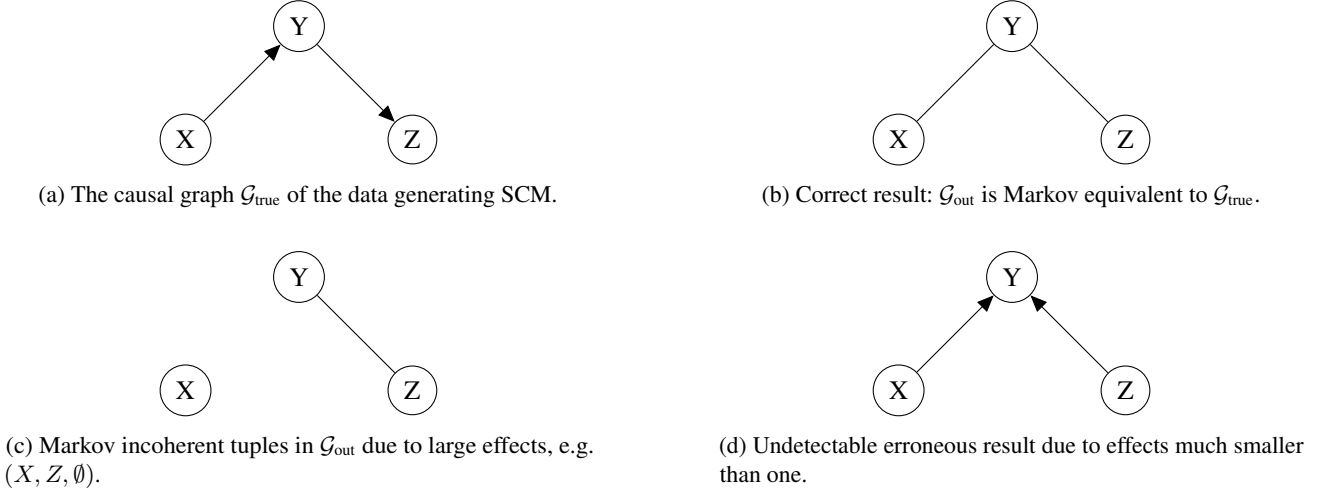 Y
Y
X
Z
X
Z
(a) The causal graph 𝒢true of the data generating SCM.
(b) Correct result: 𝒢out is Markov equivalent to 𝒢true.
Y
Y
X
Z
X
Z
(c) Markov incoherent tuples in 𝒢out due to large effects, e.g.
(X, Z, ∅).
(d) Undetectable erroneous result due to effects much smaller
than one.